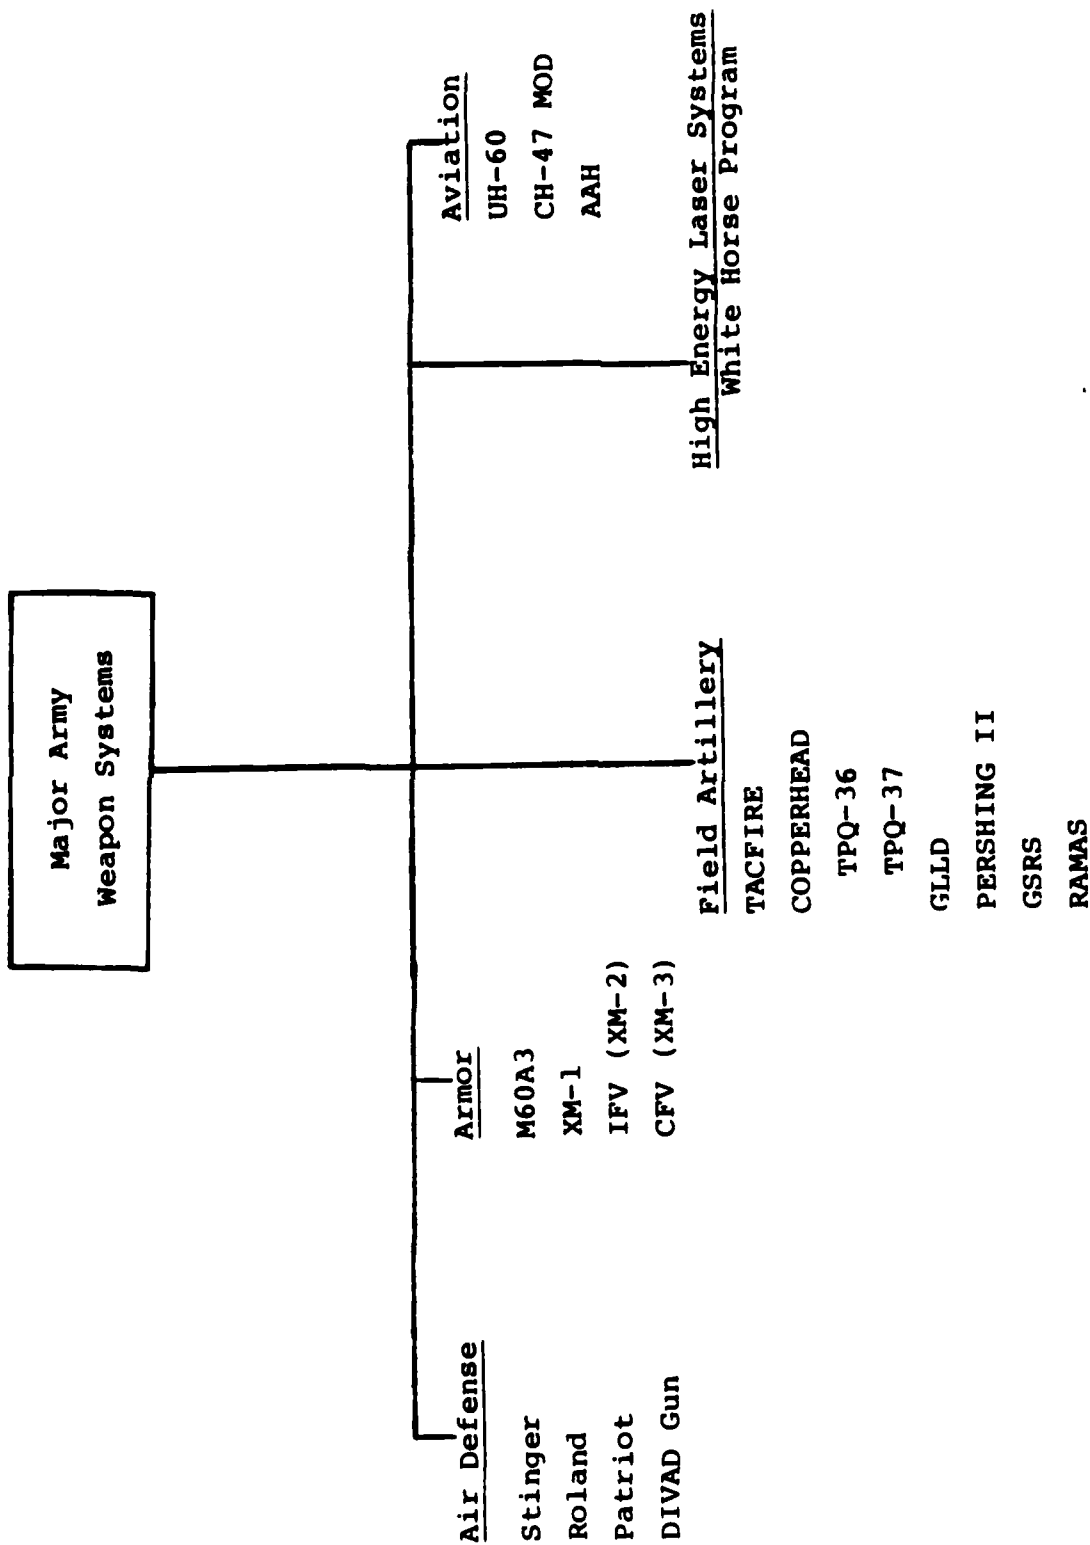 Major Army
Weapon Systems
Air Defense
Stinger
Roland
Patriot
DIVAD Gun
Armor
M60A3
XM-1
IFV (XM-2)
CFV (XM-3)
Field Artillery
TACFIRE
COPPERHEAD
TPQ-36
TPQ-37
GLLD
PERSHING II
GSRS
RAMAS
High Energy Laser Systems
White Horse Program
Aviation
UH-60
CH-47 MOD
AAH